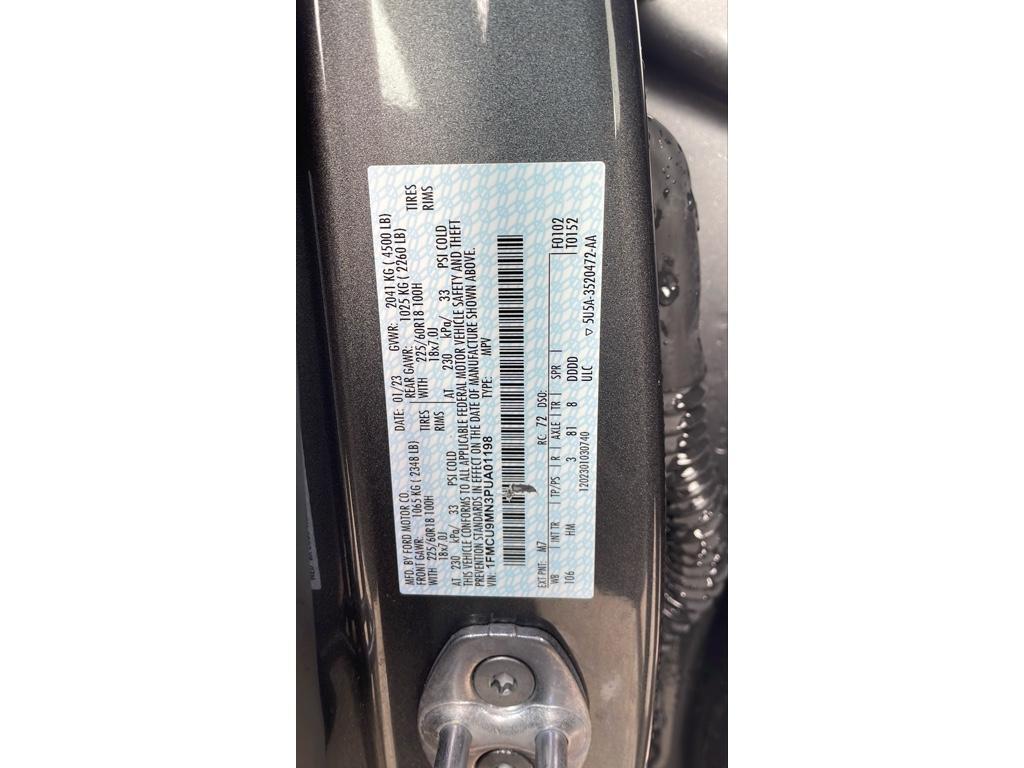 MFD. BY FORD MOTOR CO. DATE: 01/23 GVWR: 2041 KG ( 4500 LB)
FRONT GAWR: 1065 KG ( 2348 LB) REAR GAWR: 1025 KG ( 2260 LB)
WITH 225/60R18 100H TIRES WITH 225/60R18 100H TIRES
18x7.0J RIMS 18x7.0J RIMS
AT 230 kPa/ 33 PSI COLD AT 230 kPa/ 33 PSI COLD
THIS VEHICLE CONFORMS TO ALL APPLICABLE FEDERAL MOTOR VEHICLE SAFETY AND THEFT
PREVENTION STANDARDS IN EFFECT ON THE DATE OF MANUFACTURE SHOWN ABOVE.
VIN: 1FMCU9MN3PUA01198 TYPE: MPV
F0102
EXT PNT: M7 RC: 72 DSO: T0152
WB INT TR TP/PS R AXLE TR SPR
106 HM 3 81 8 DDDD
120230103074​0 ULC 5U5A-3520472-AA